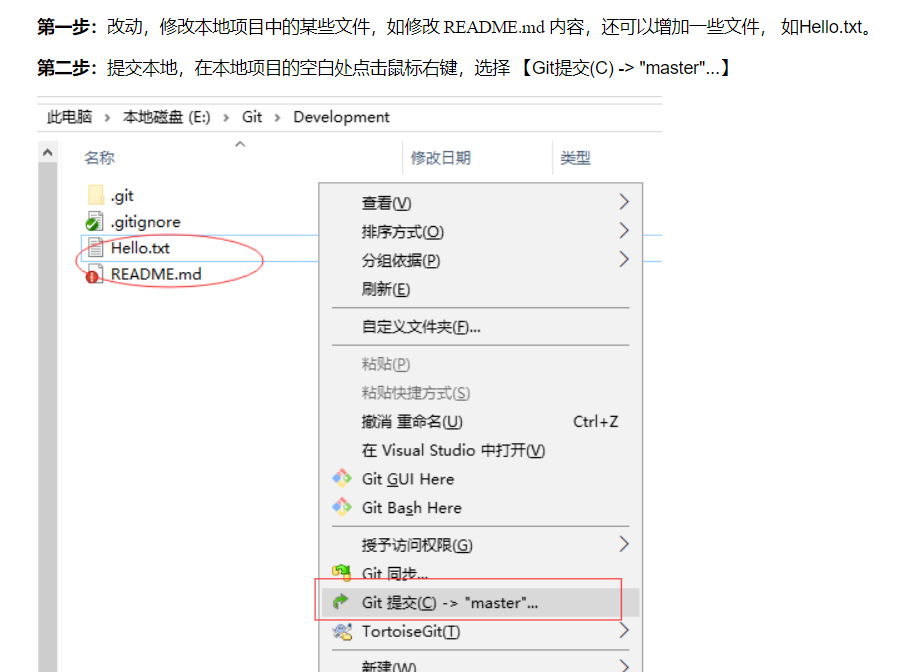 第一步：改动，修改本地项目中的某些文件，如修改 README.md 内容，还可以增加一些文件， 如Hello.txt。
第二步：提交本地，在本地项目的空白处点击鼠标右键，选择 【Git提交(C) -> "master"...】
此电脑 › 本地磁盘 (E:) › Git › Development
名称 修改日期 类型
.git
.gitignore
Hello.txt
README.md
查看(V)
排序方式(O)
分组依据(P)
刷新(E)
自定义文件夹(F)...
粘贴(P)
粘贴快捷方式(S)
撤消 重命名(U) Ctrl+Z
在 Visual Studio 中打开(V)
Git GUI Here
Git Bash Here
授予访问权限(G)
Git 同步...
Git 提交(C) -> "master"...
TortoiseGit(T)
新建(W)